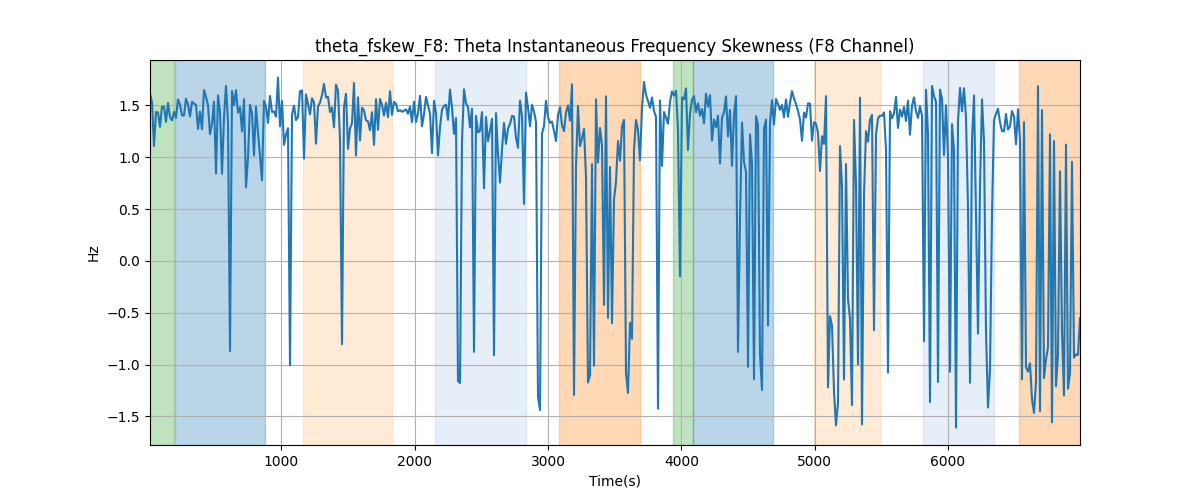 theta_fskew_F8: Theta Instantaneous Frequency Skewness (F8 Channel)
1.5
1.0
0.5
0.0
−0.5
−1.0
−1.5
Hz
1000 2000 3000 4000 5000 6000
Time(s)